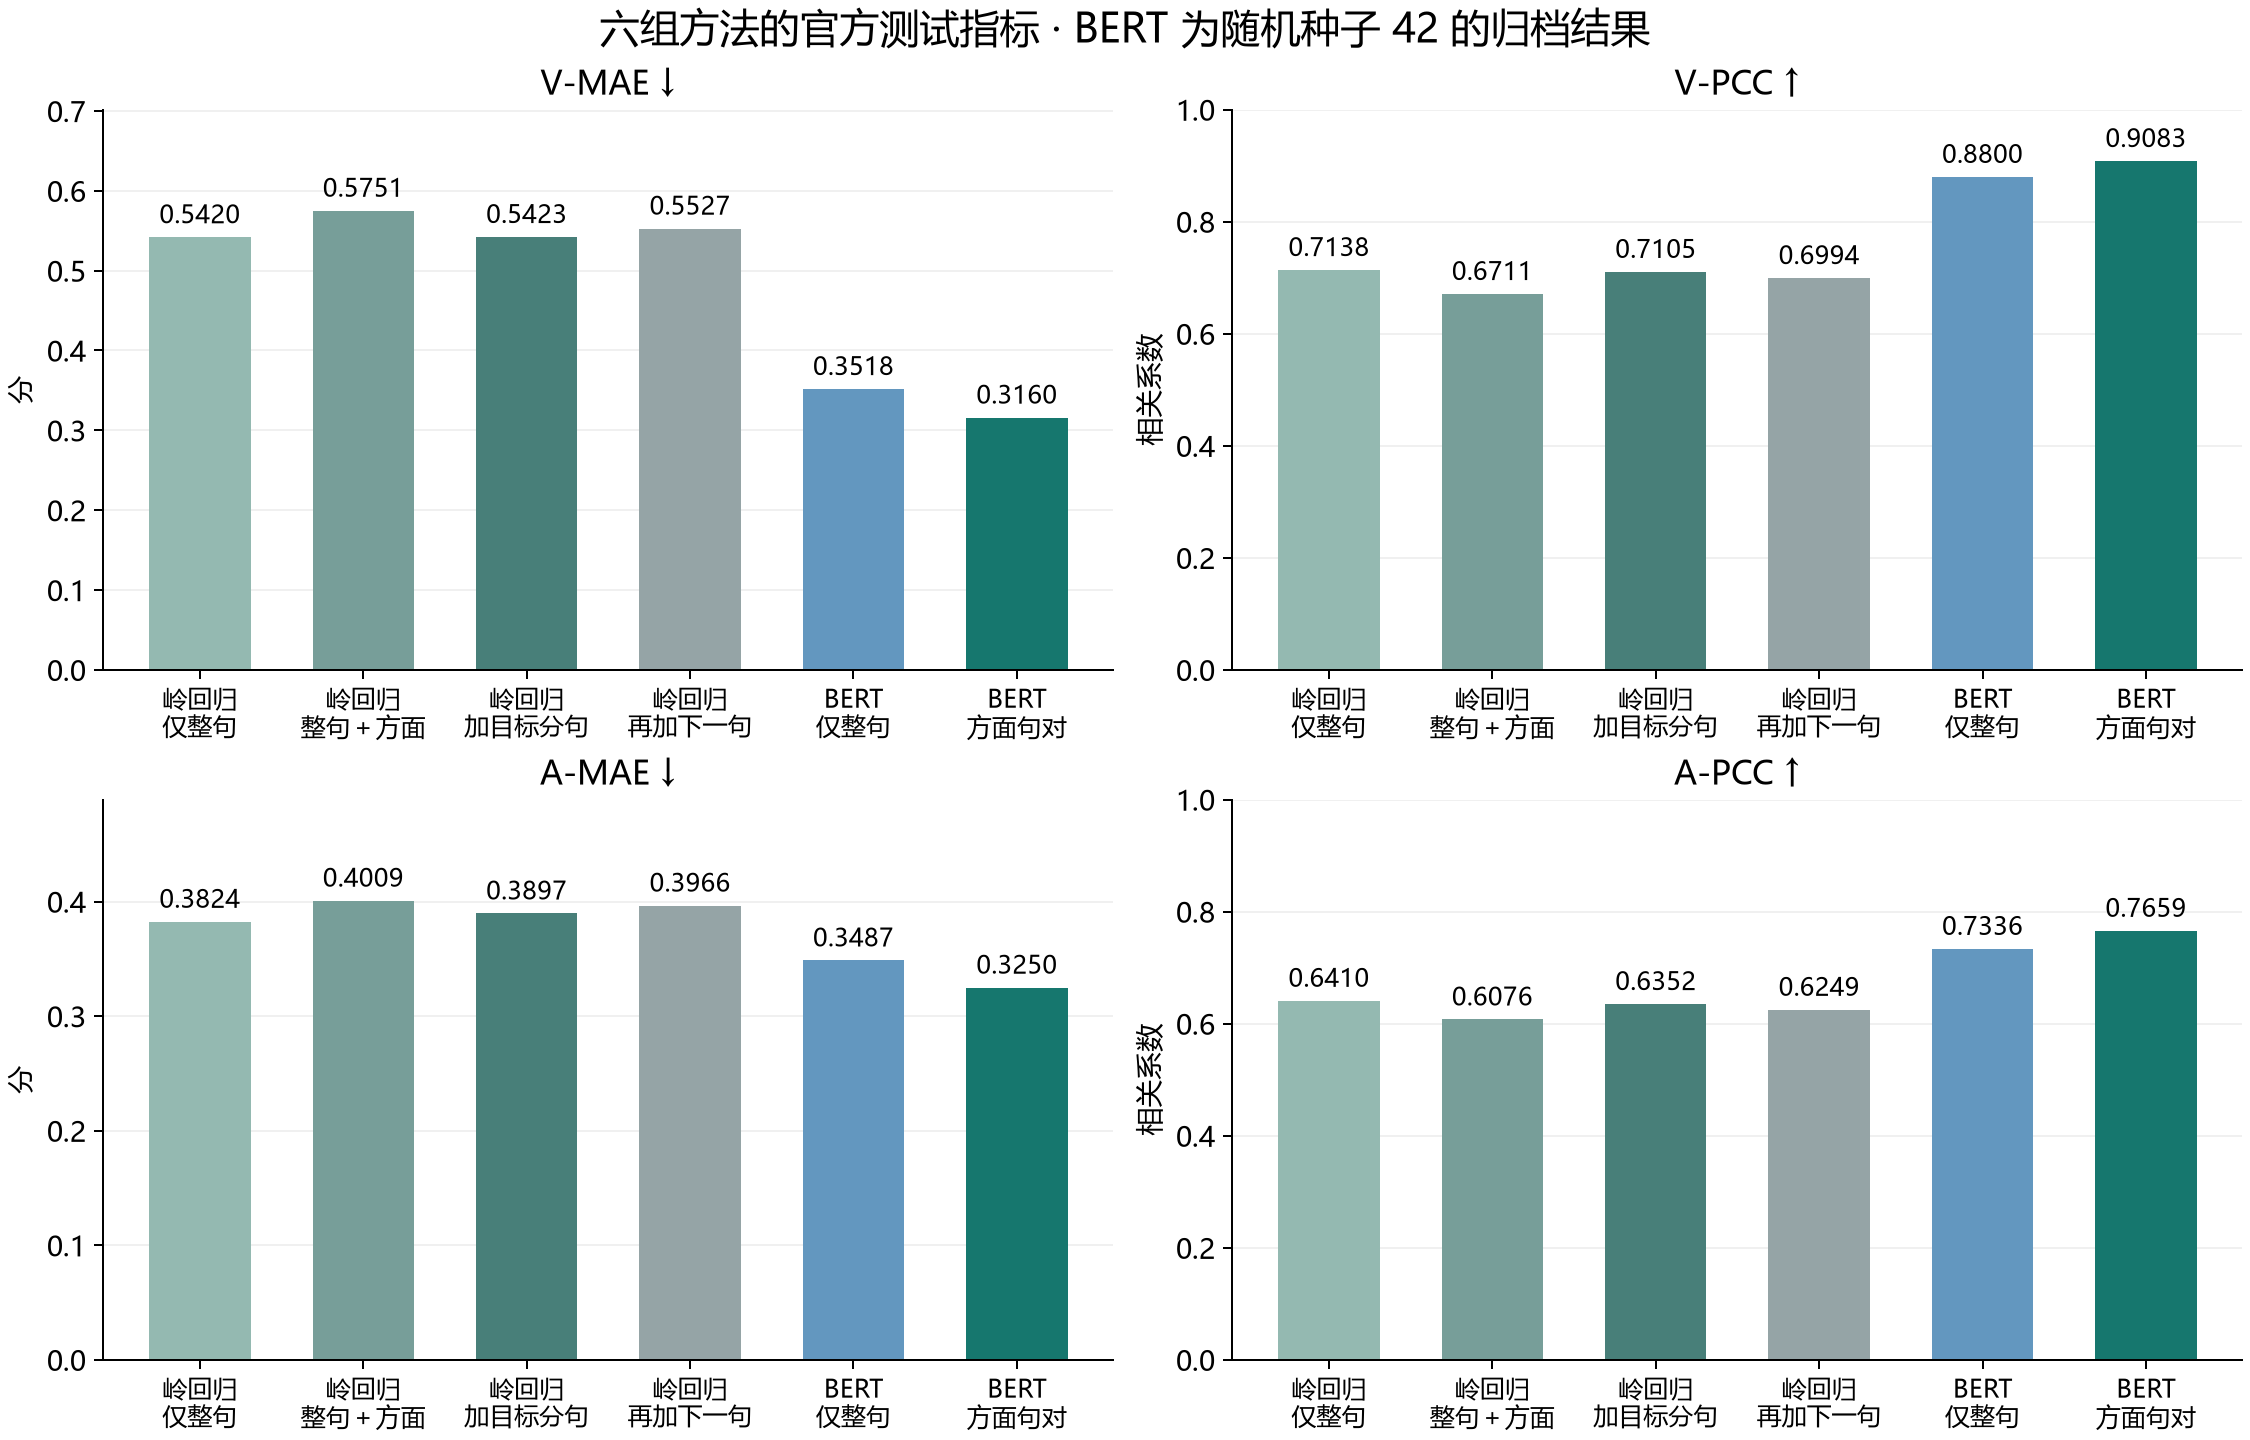 六组方法的官方测试指标 · BERT 为随机种子 42 的归档结果
V-MAE ↓
0.7
0.6
0.5
0.4
0.3
0.2
0.1
0.0
分
0.5420
0.5751
0.5423
0.5527
0.3518
0.3160
岭回归
仅整句
岭回归
整句 + 方面
岭回归
加目标分句
岭回归
再加下一句
BERT
仅整句
BERT
方面句对
V-PCC ↑
1.0
0.8
0.6
0.4
0.2
0.0
相关系数
0.7138
0.6711
0.7105
0.6994
0.8800
0.9083
岭回归
仅整句
岭回归
整句 + 方面
岭回归
加目标分句
岭回归
再加下一句
BERT
仅整句
BERT
方面句对
A-MAE ↓
0.4
0.3
0.2
0.1
0.0
分
0.3824
0.4009
0.3897
0.3966
0.3487
0.3250
岭回归
仅整句
岭回归
整句 + 方面
岭回归
加目标分句
岭回归
再加下一句
BERT
仅整句
BERT
方面句对
A-PCC ↑
1.0
0.8
0.6
0.4
0.2
0.0
相关系数
0.6410
0.6076
0.6352
0.6249
0.7336
0.7659
岭回归
仅整句
岭回归
整句 + 方面
岭回归
加目标分句
岭回归
再加下一句
BERT
仅整句
BERT
方面句对